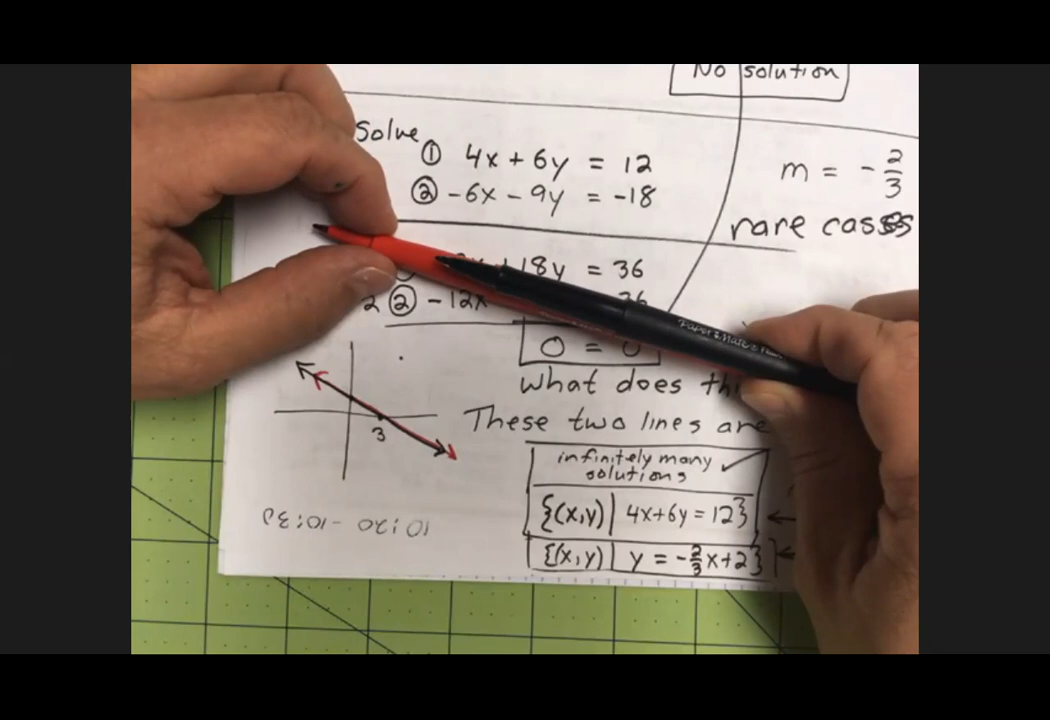 No solution
Solve
① 4x + 6y = 12
② -6x - 9y = -18
m = - 2/3
rare cases
18y = 36
2 ② - 12x 36
0 = 0
What does
These two lines are
3
infinitely many ✓
solutions
{(x,y) | 4x+6y = 12} ←
{(x,y) | y = -2/3x+2} ←
10:20 - 10:30
Paper Mate